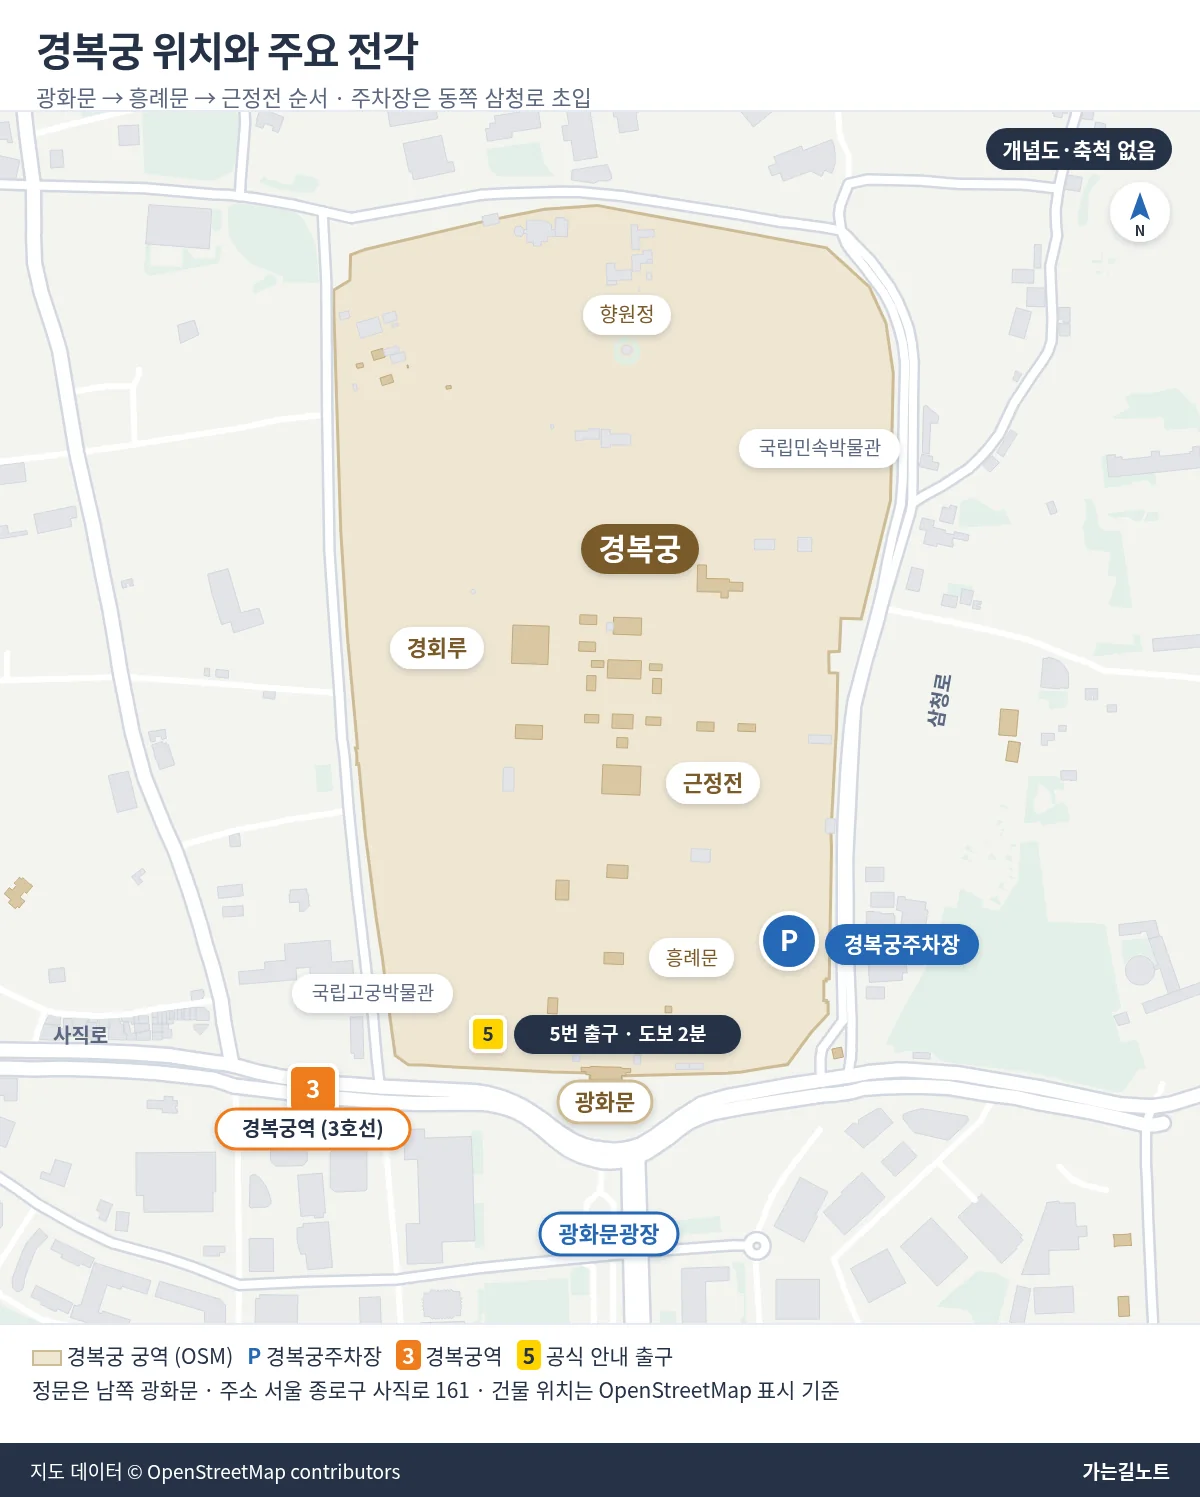 경복궁 위치와 주요 전각
광화문 → 흥례문 → 근정전 순서 · 주차장은 동쪽 삼청로 초입
개념도·축척 없음
N
향원정
국립민속박물관
경복궁
경회루
삼청로
근정전
P
경복궁주차장
흥례문
국립고궁박물관
사직로
5
5번 출구 · 도보 2분
3
경복궁역 (3호선)
광화문
광화문광장
경복궁 궁역 (OSM) P 경복궁주차장 3 경복궁역 5 공식 안내 출구
정문은 남쪽 광화문 · 주소 서울 종로구 사직로 161 · 건물 위치는 OpenStreetMap 표시 기준
지도 데이터 © OpenStreetMap contributors
가는길노트